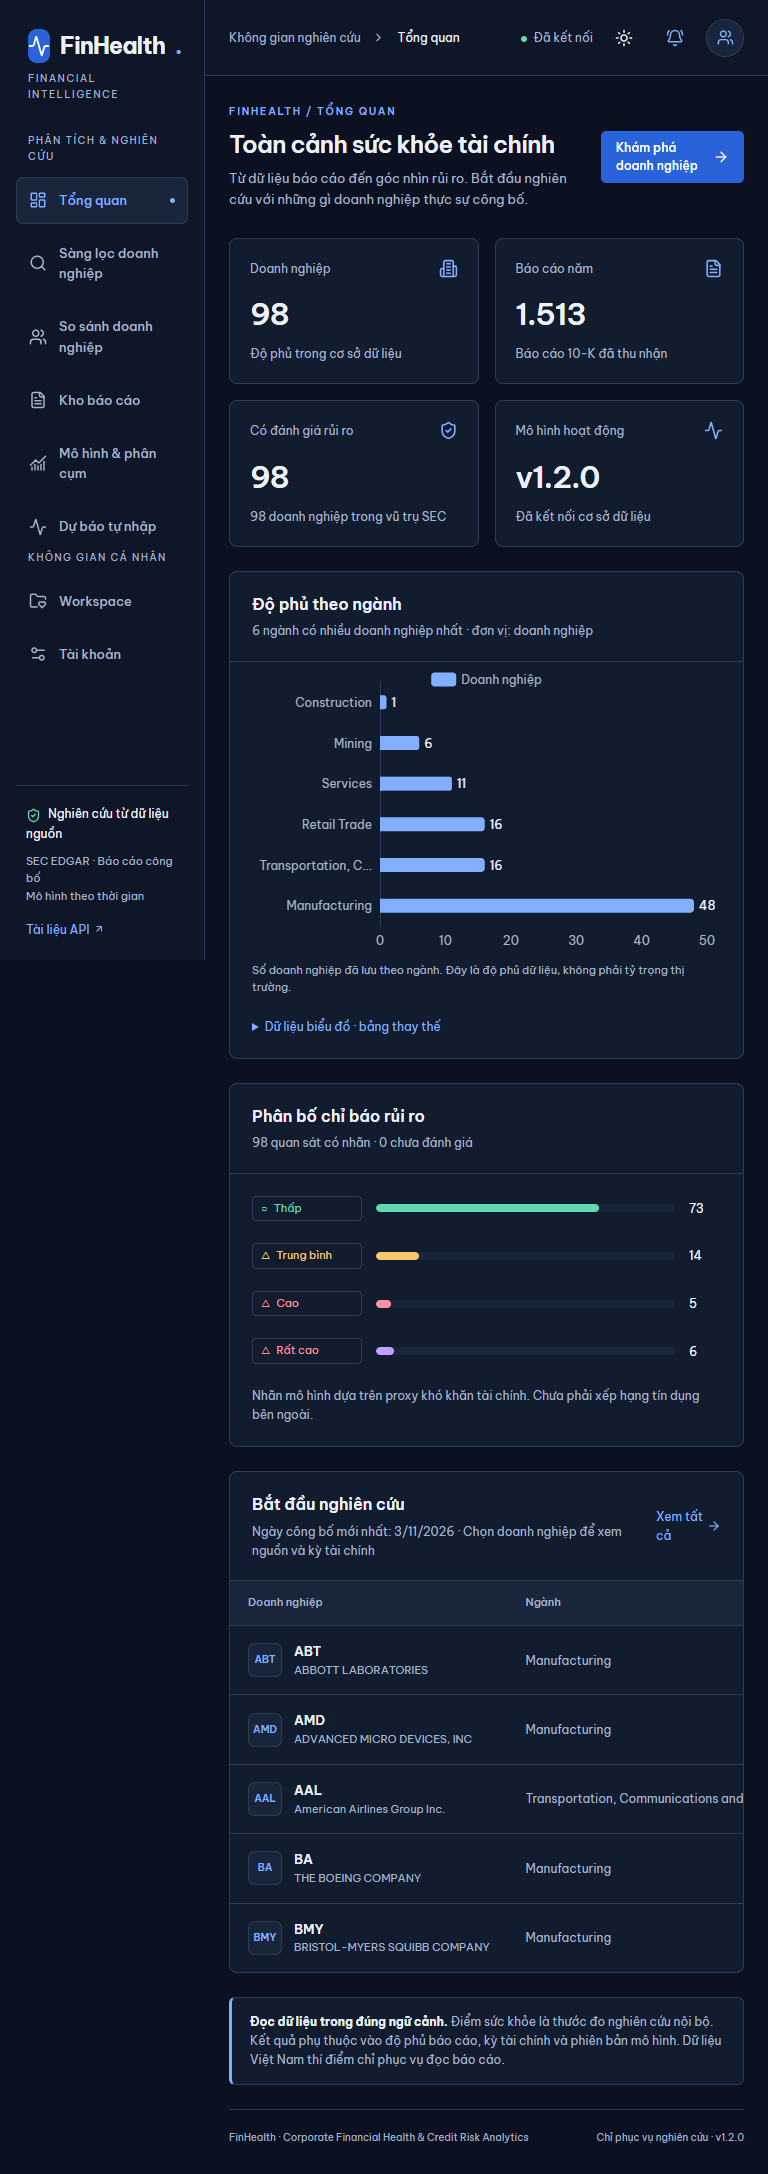 FinHealth .
FINANCIAL
INTELLIGENCE
PHÂN TÍCH & NGHIÊN
CỨU
Tổng quan
Sàng lọc doanh
nghiệp
So sánh doanh
nghiệp
Kho báo cáo
Mô hình & phân
cụm
Dự báo tự nhập
KHÔNG GIAN CÁ NHÂN
Workspace
Tài khoản
Nghiên cứu từ dữ liệu
nguồn
SEC EDGAR · Báo cáo công
bố
Mô hình theo thời gian
Tài liệu API
Không gian nghiên cứu
Tổng quan
Đã kết nối
FINHEALTH / TỔNG QUAN
Toàn cảnh sức khỏe tài chính
Từ dữ liệu báo cáo đến góc nhìn rủi ro. Bắt đầu nghiên
cứu với những gì doanh nghiệp thực sự công bố.
Khám phá
doanh nghiệp
Doanh nghiệp
98
Độ phủ trong cơ sở dữ liệu
Báo cáo năm
1.513
Báo cáo 10-K đã thu nhận
Có đánh giá rủi ro
98
98 doanh nghiệp trong vũ trụ SEC
Mô hình hoạt động
v1.2.0
Đã kết nối cơ sở dữ liệu
Độ phủ theo ngành
6 ngành có nhiều doanh nghiệp nhất · đơn vị: doanh nghiệp
Doanh nghiệp
Construction 1
Mining 6
Services 11
Retail Trade 16
Transportation, C... 16
Manufacturing 48
0 10 20 30 40 50
Số doanh nghiệp đã lưu theo ngành. Đây là độ phủ dữ liệu, không phải tỷ trọng thị
trường.
Dữ liệu biểu đồ · bảng thay thế
Phân bố chỉ báo rủi ro
98 quan sát có nhãn · 0 chưa đánh giá
Thấp 73
Trung bình 14
Cao 5
Rất cao 6
Nhãn mô hình dựa trên proxy khó khăn tài chính. Chưa phải xếp hạng tín dụng
bên ngoài.
Bắt đầu nghiên cứu
Ngày công bố mới nhất: 3/11/2026 · Chọn doanh nghiệp để xem
nguồn và kỳ tài chính
Xem tất
cả
Doanh nghiệp Ngành
ABT ABT Manufacturing
ABBOTT LABORATORIES
AMD AMD Manufacturing
ADVANCED MICRO DEVICES, INC
AAL AAL Transportation, Communications and
American Airlines Group Inc.
BA BA Manufacturing
THE BOEING COMPANY
BMY BMY Manufacturing
BRISTOL-MYERS SQUIBB COMPANY
Đọc dữ liệu trong đúng ngữ cảnh. Điểm sức khỏe là thước đo nghiên cứu nội bộ.
Kết quả phụ thuộc vào độ phủ báo cáo, kỳ tài chính và phiên bản mô hình. Dữ liệu
Việt Nam thí điểm chỉ phục vụ đọc báo cáo.
FinHealth · Corporate Financial Health & Credit Risk Analytics
Chỉ phục vụ nghiên cứu · v1.2.0